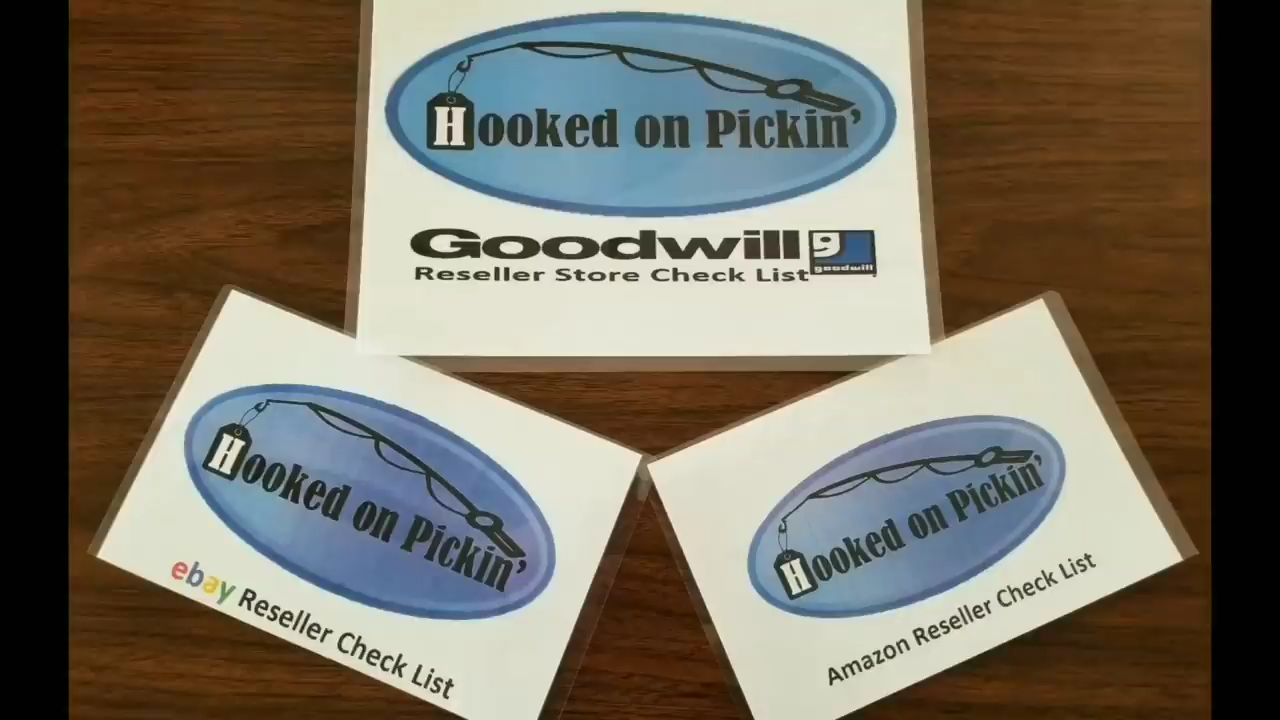 Hooked on Pickin'
Goodwill
g
goodwill
Reseller Store Check List
Hooked on Pickin'
ebay Reseller Check List
Hooked on Pickin'
Amazon Reseller Check List